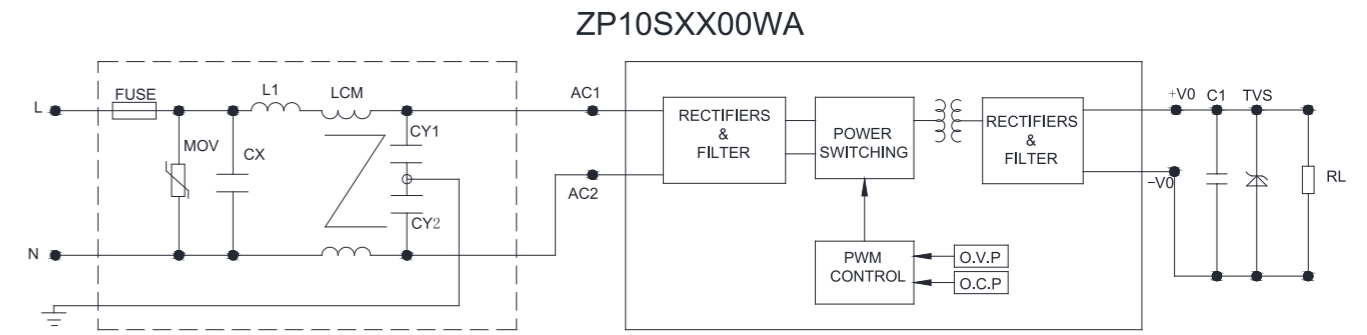 ZP10SXX00WA
FUSE
L1
LCM
L
MOV
CX
CY1
CY2
N
AC1
AC2
RECTIFIERS
&
FILTER
POWER
SWITCHING
RECTIFIERS
&
FILTER
PWM
CONTROL
O.V.P
O.C.P
+V0
C1
TVS
−V0
RL